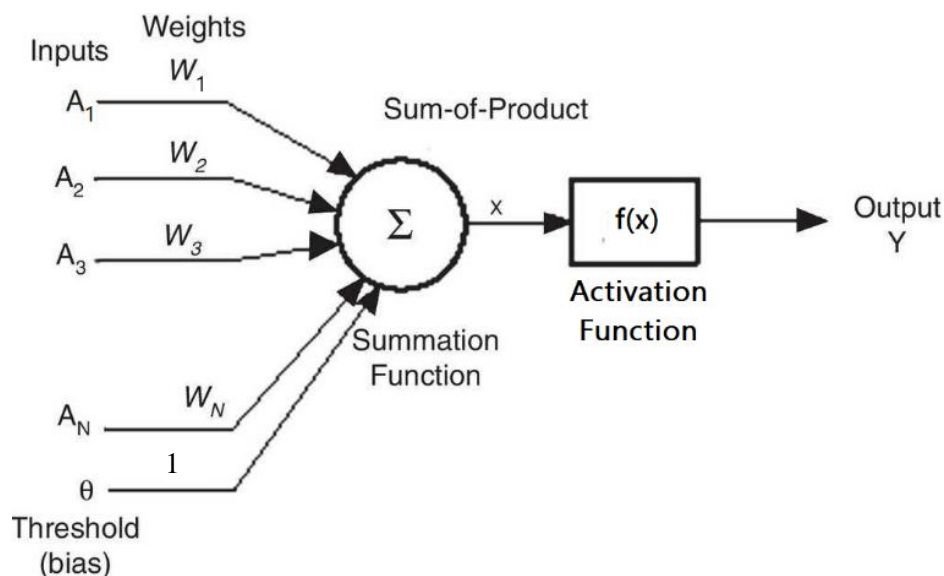 Weights
Inputs
W1
A1
Sum-of-Product
W2
A2
x
f(x)
Output
Y
Σ
W3
A3
Activation
Function
Summation
Function
WN
AN
1
θ
Threshold
(bias)